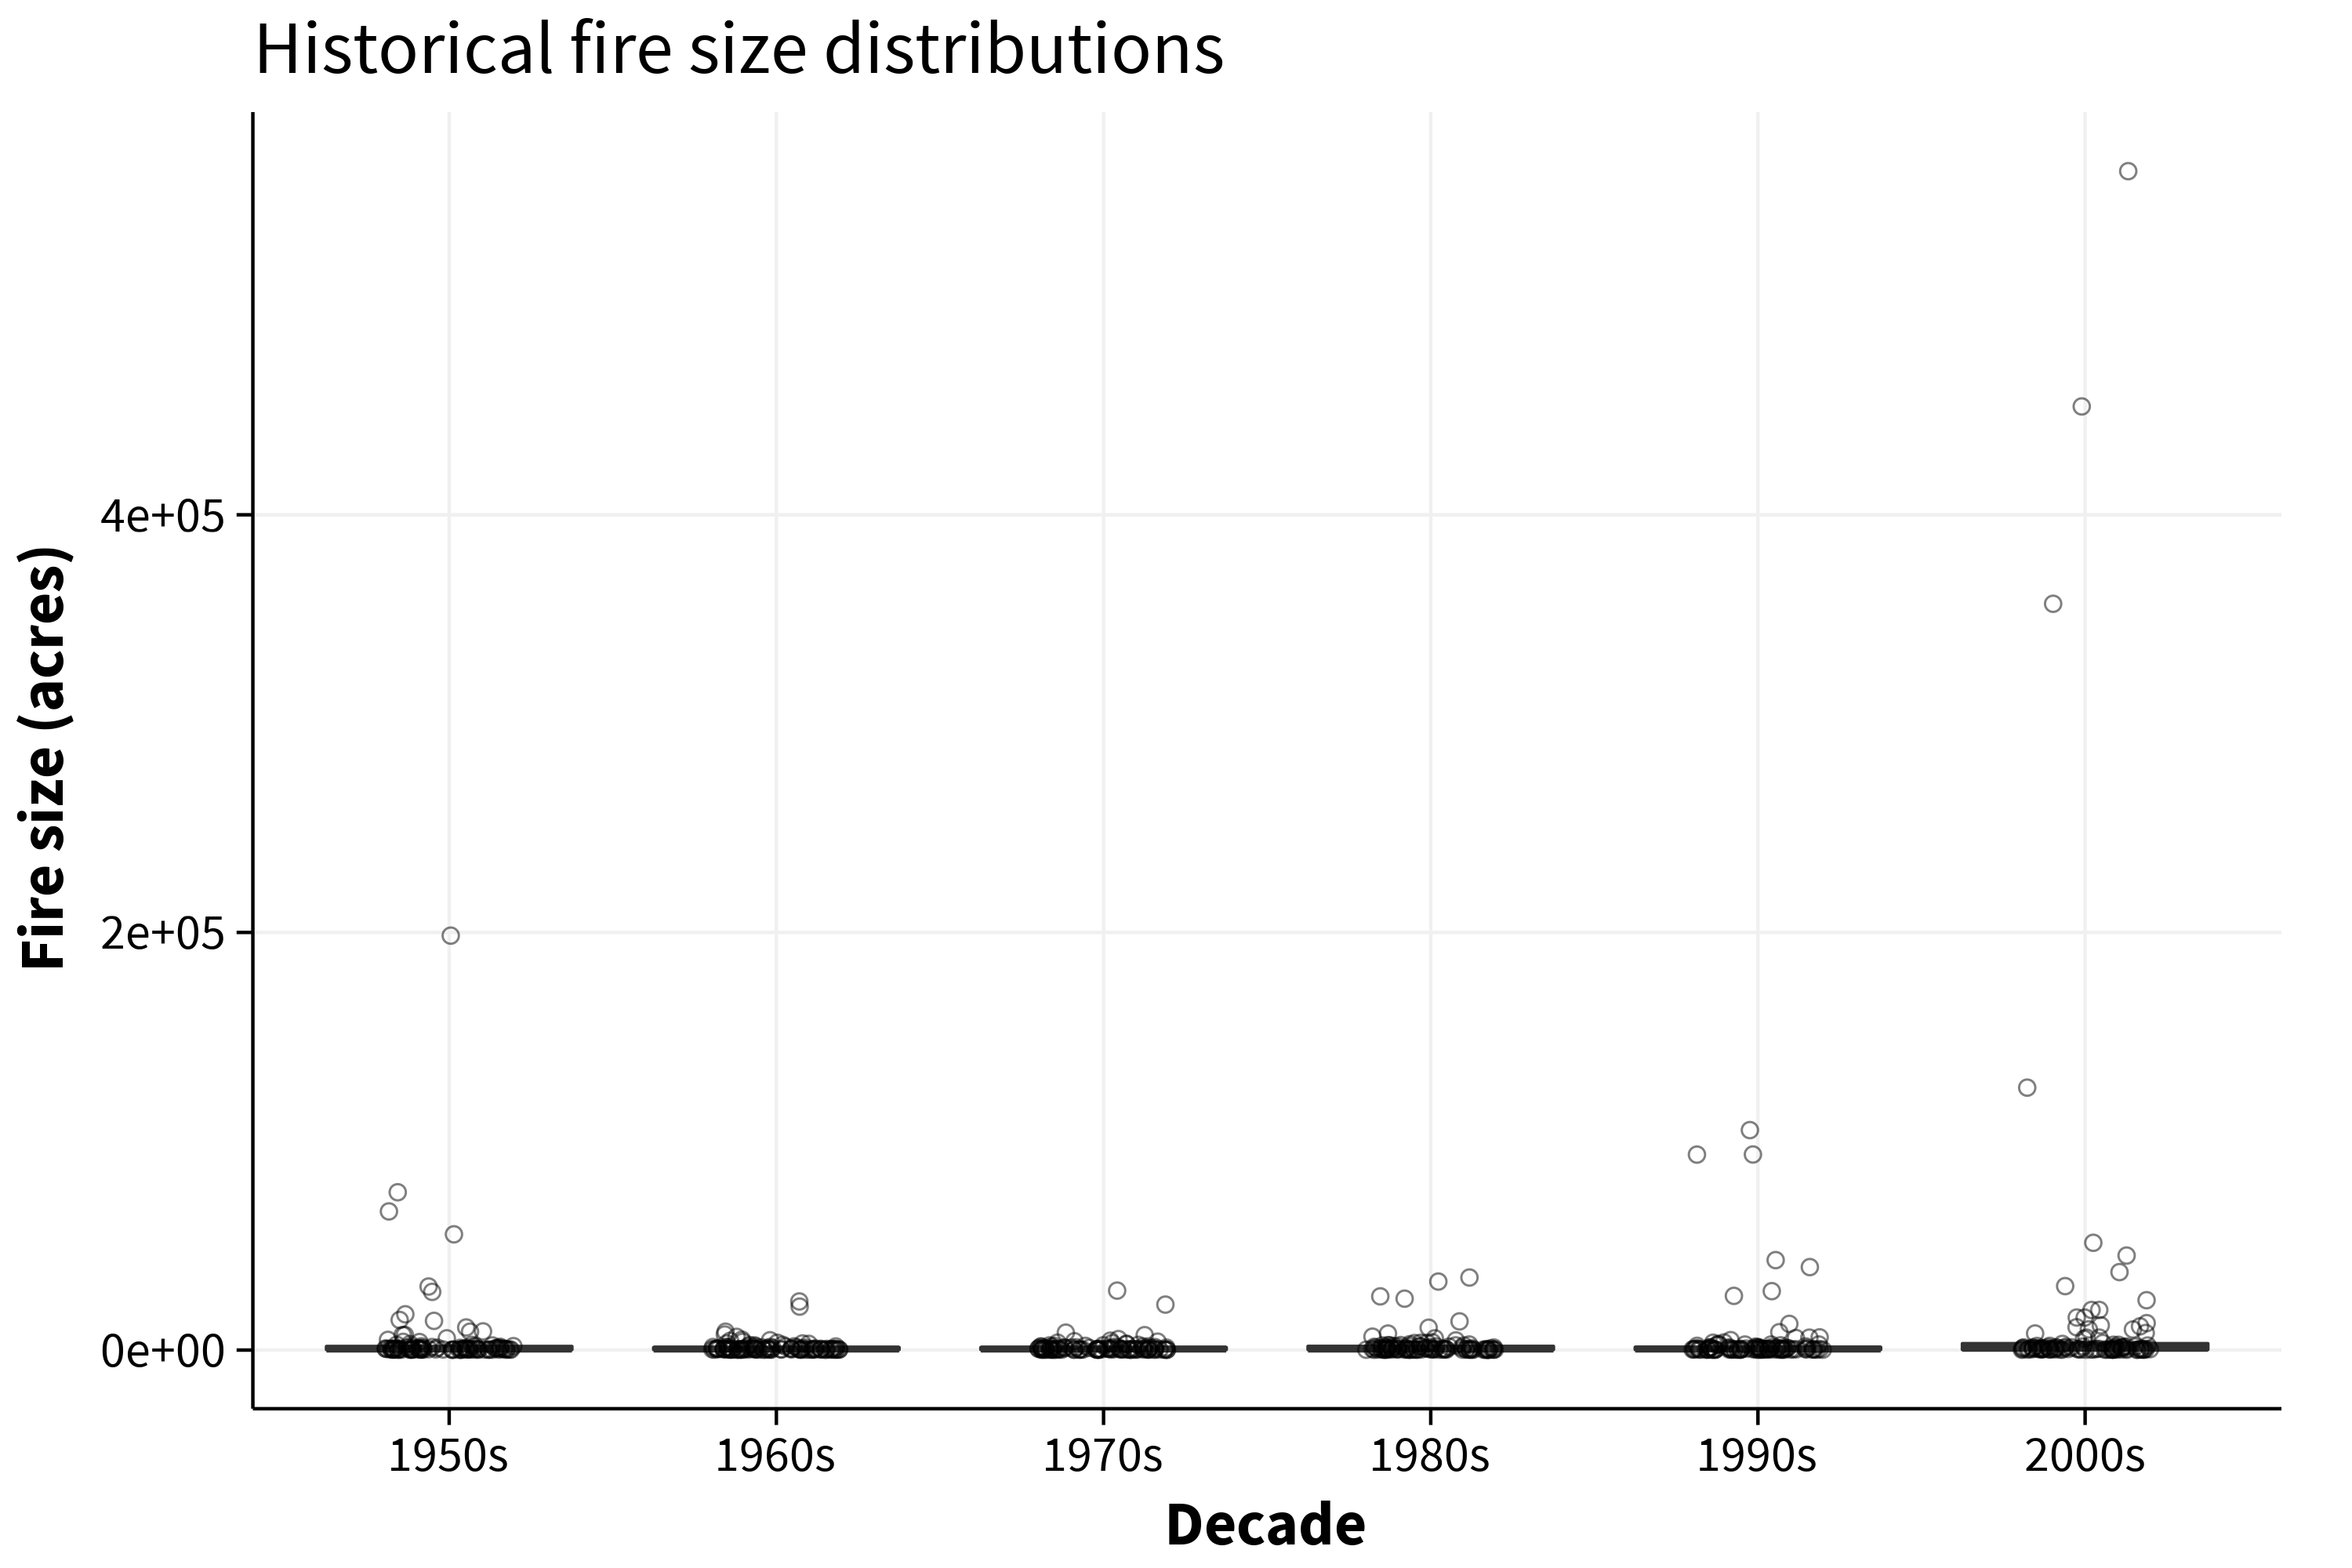 Historical fire size distributions
Fire size (acres)
4e+05
2e+05
0e+00
1950s 1960s 1970s 1980s 1990s 2000s
Decade